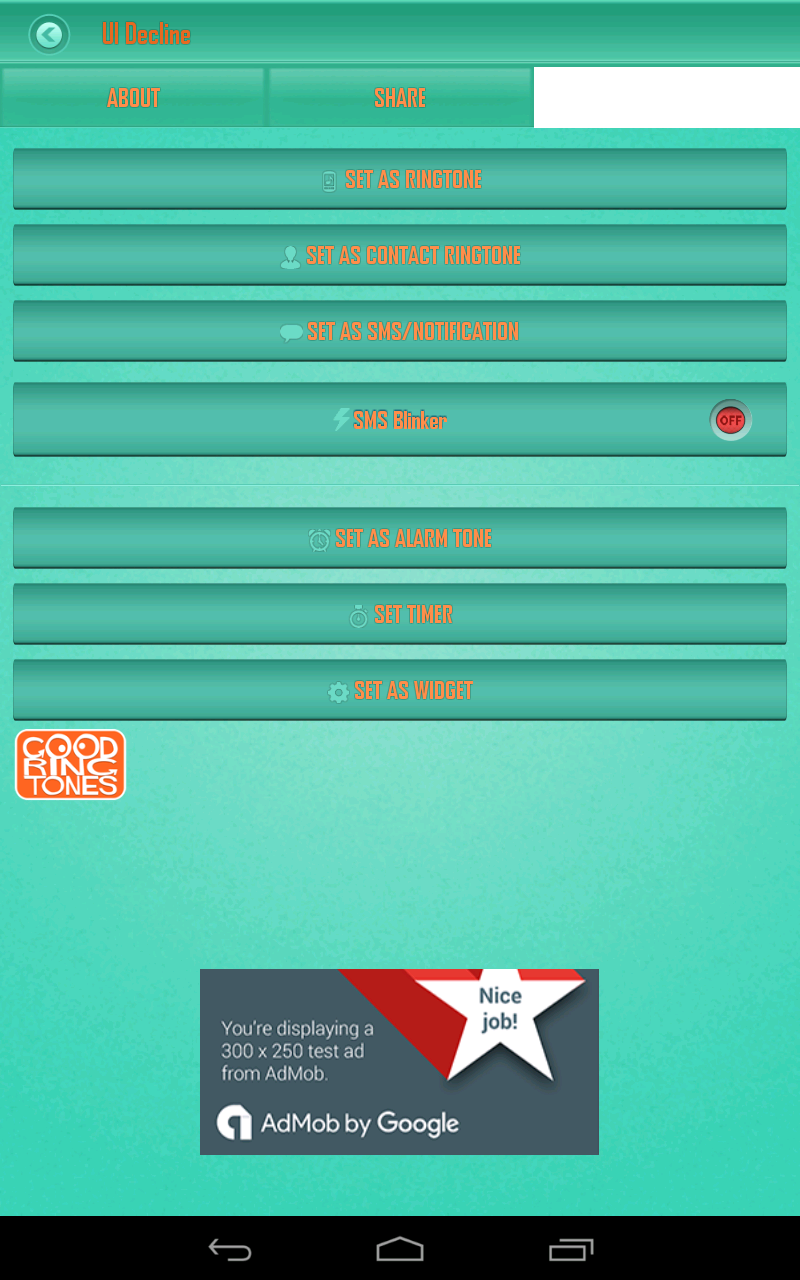 UI Decline
ABOUT
SHARE
SET AS RINGTONE
SET AS CONTACT RINGTONE
SET AS SMS/NOTIFICATION
SMS Blinker
OFF
SET AS ALARM TONE
SET TIMER
SET AS WIDGET
GOOD
RING
TONES
Nice
job!
You're displaying a
300 x 250 test ad
from AdMob.
AdMob by Google